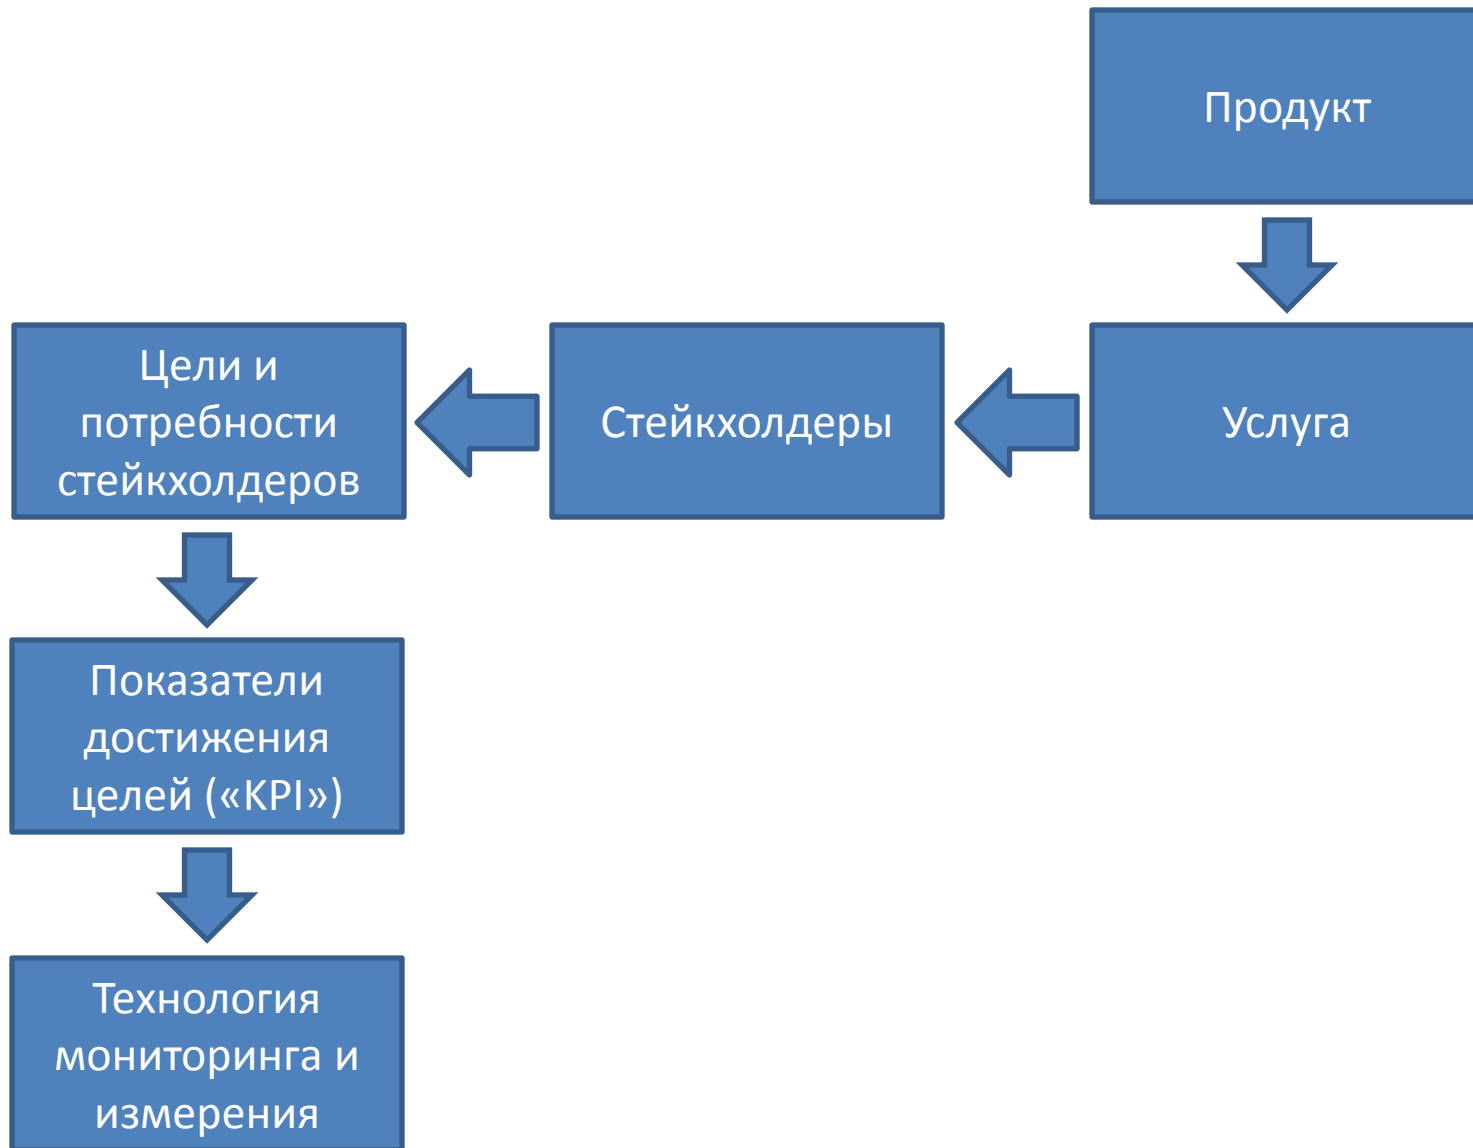 Продукт
Цели и
потребности
стейкхолдеров
Стейкхолдеры
Услуга
Показатели
достижения
целей («KPI»)
Технология
мониторинга и
измерения